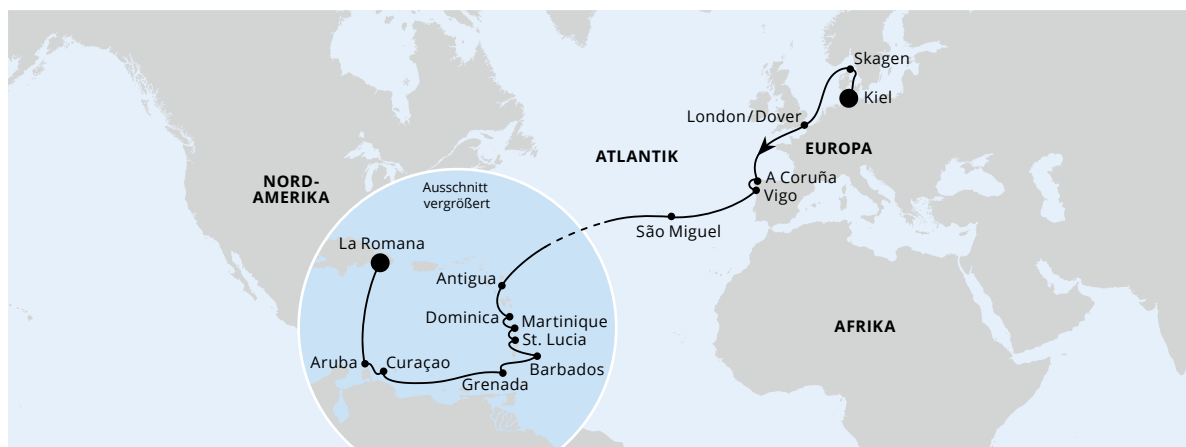 Skagen
Kiel
London/Dover
EUROPA
ATLANTIK
A Coruña
Vigo
NORD-
AMERIKA
Ausschnitt
vergrößert
São Miguel
La Romana
Antigua
Dominica
Martinique
St. Lucia
Barbados
Grenada
Curaçao
Aruba
AFRIKA